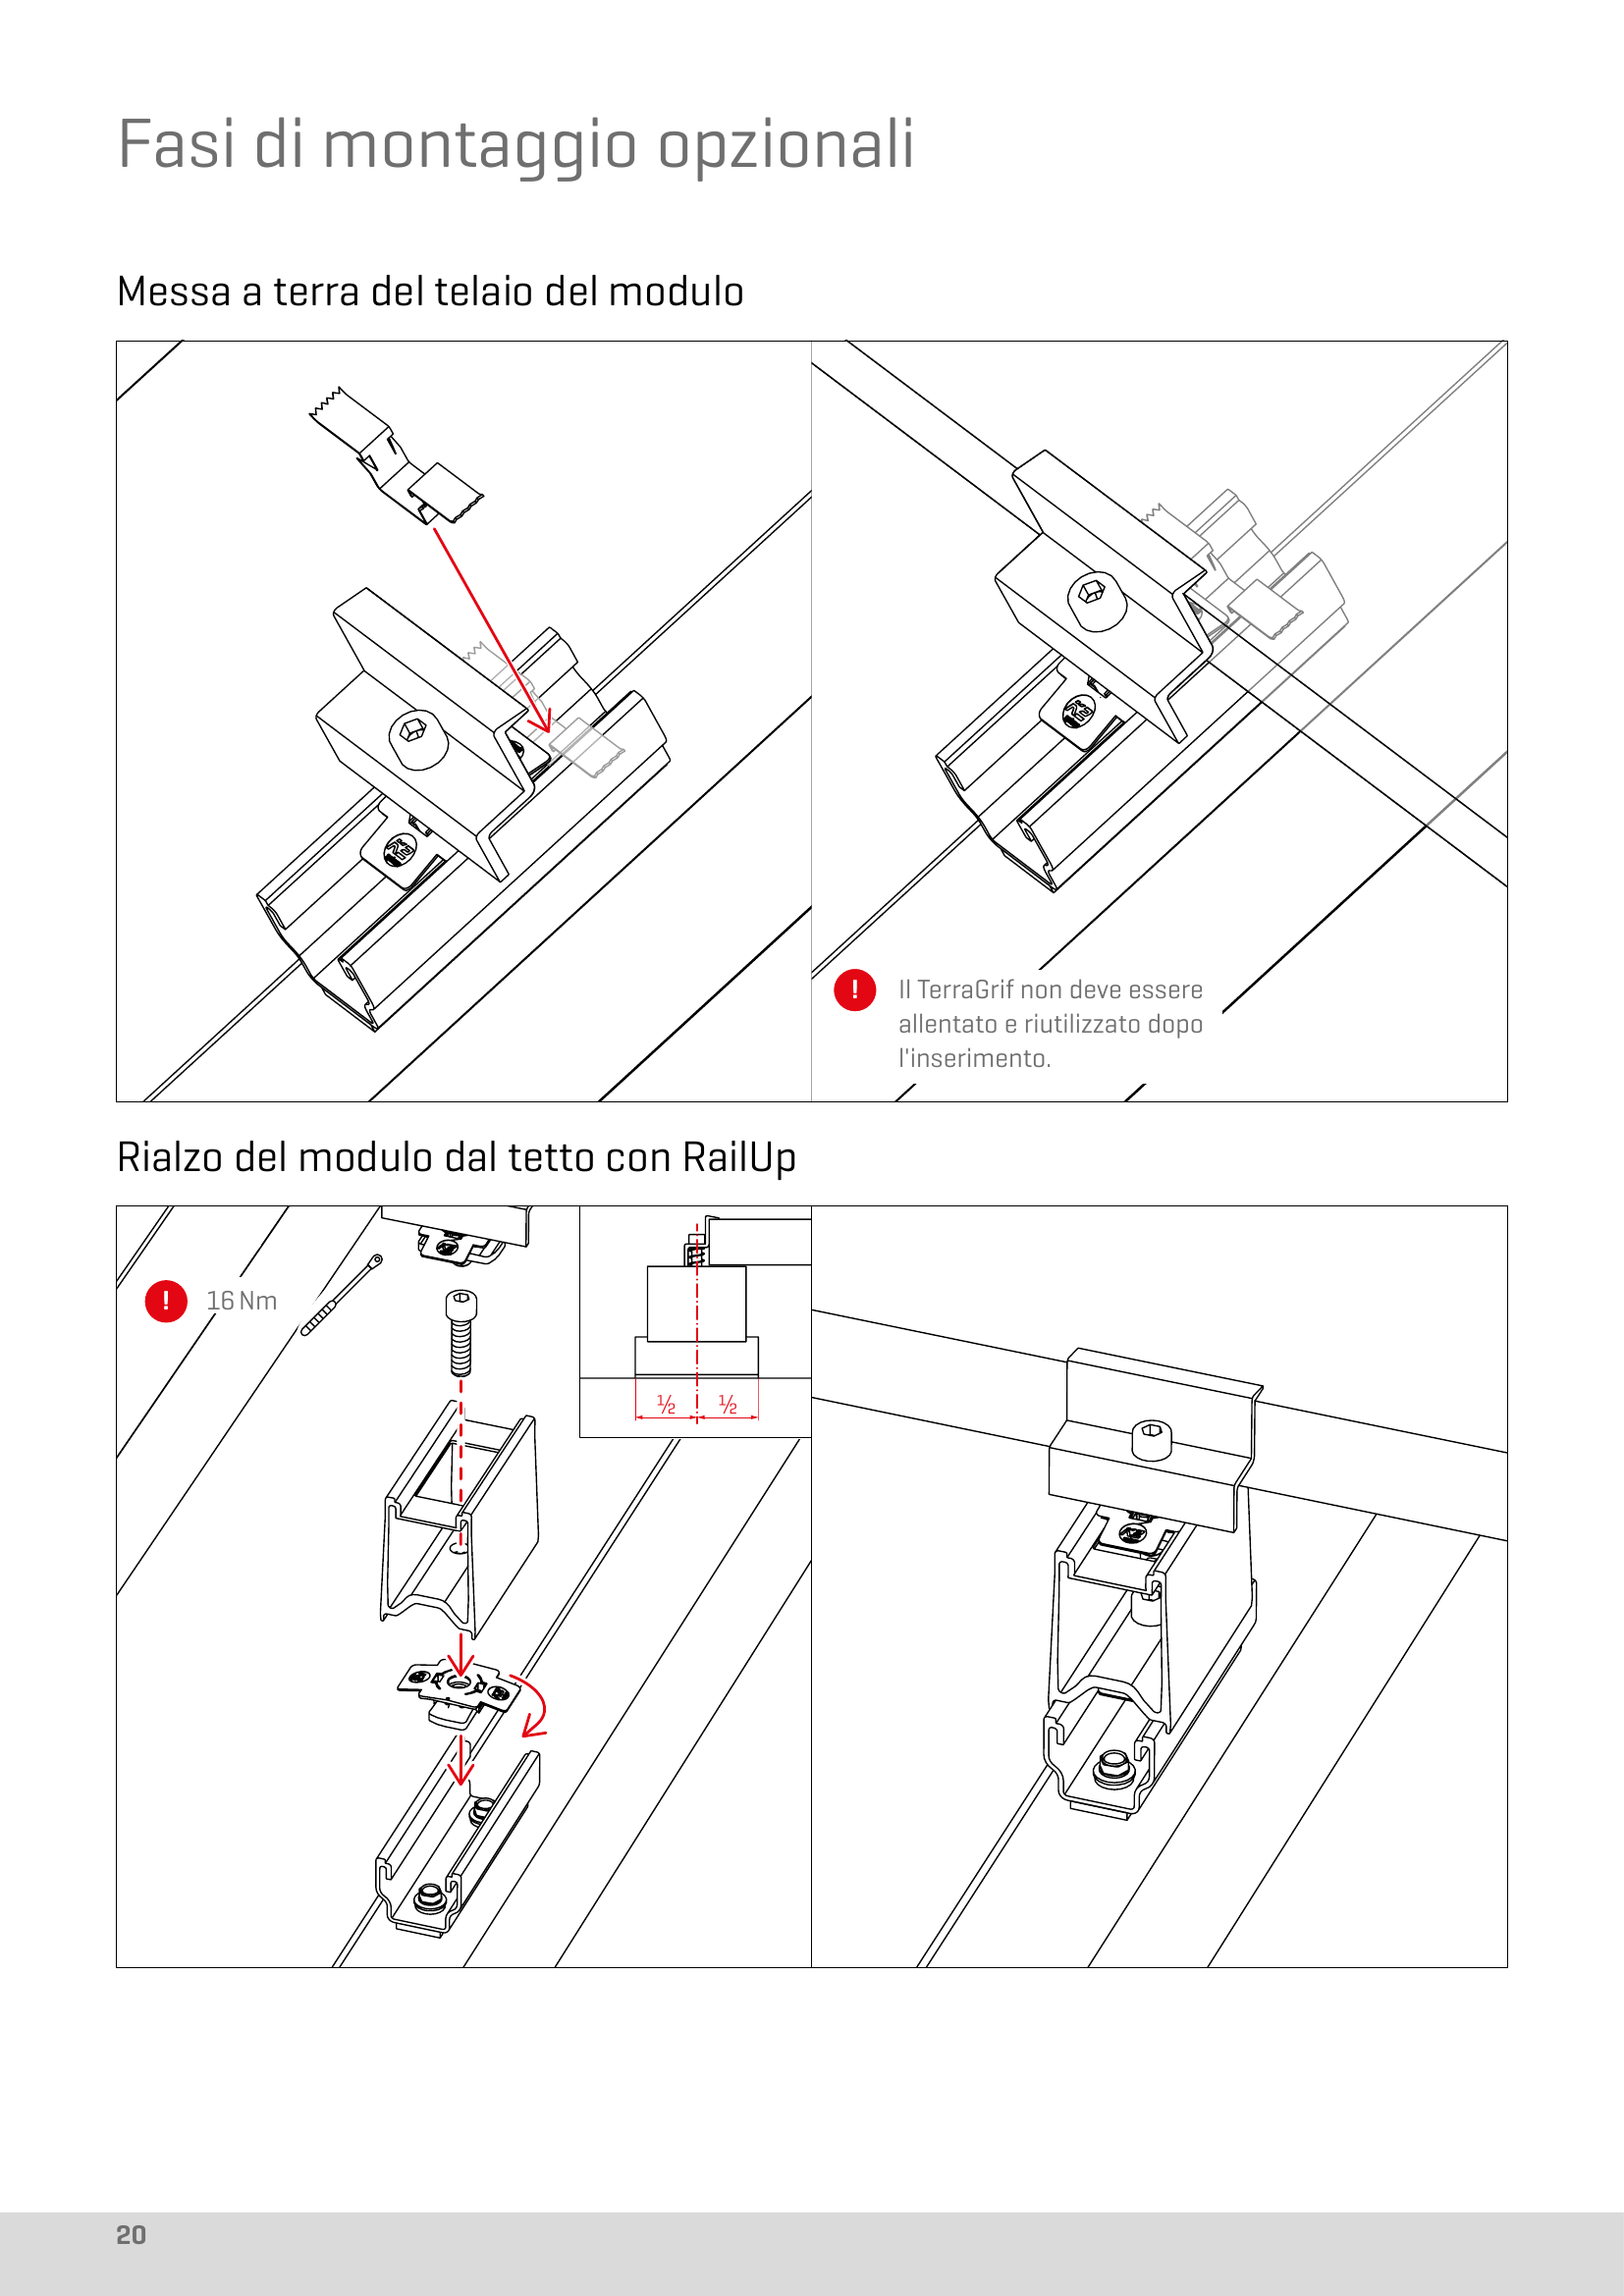 Fasi di montaggio opzionali
Messa a terra del telaio del modulo
! Il TerraGrif non deve essere
allentato e riutilizzato dopo
l'inserimento.
Rialzo del modulo dal tetto con RailUp
! 16 Nm
½ ½
20